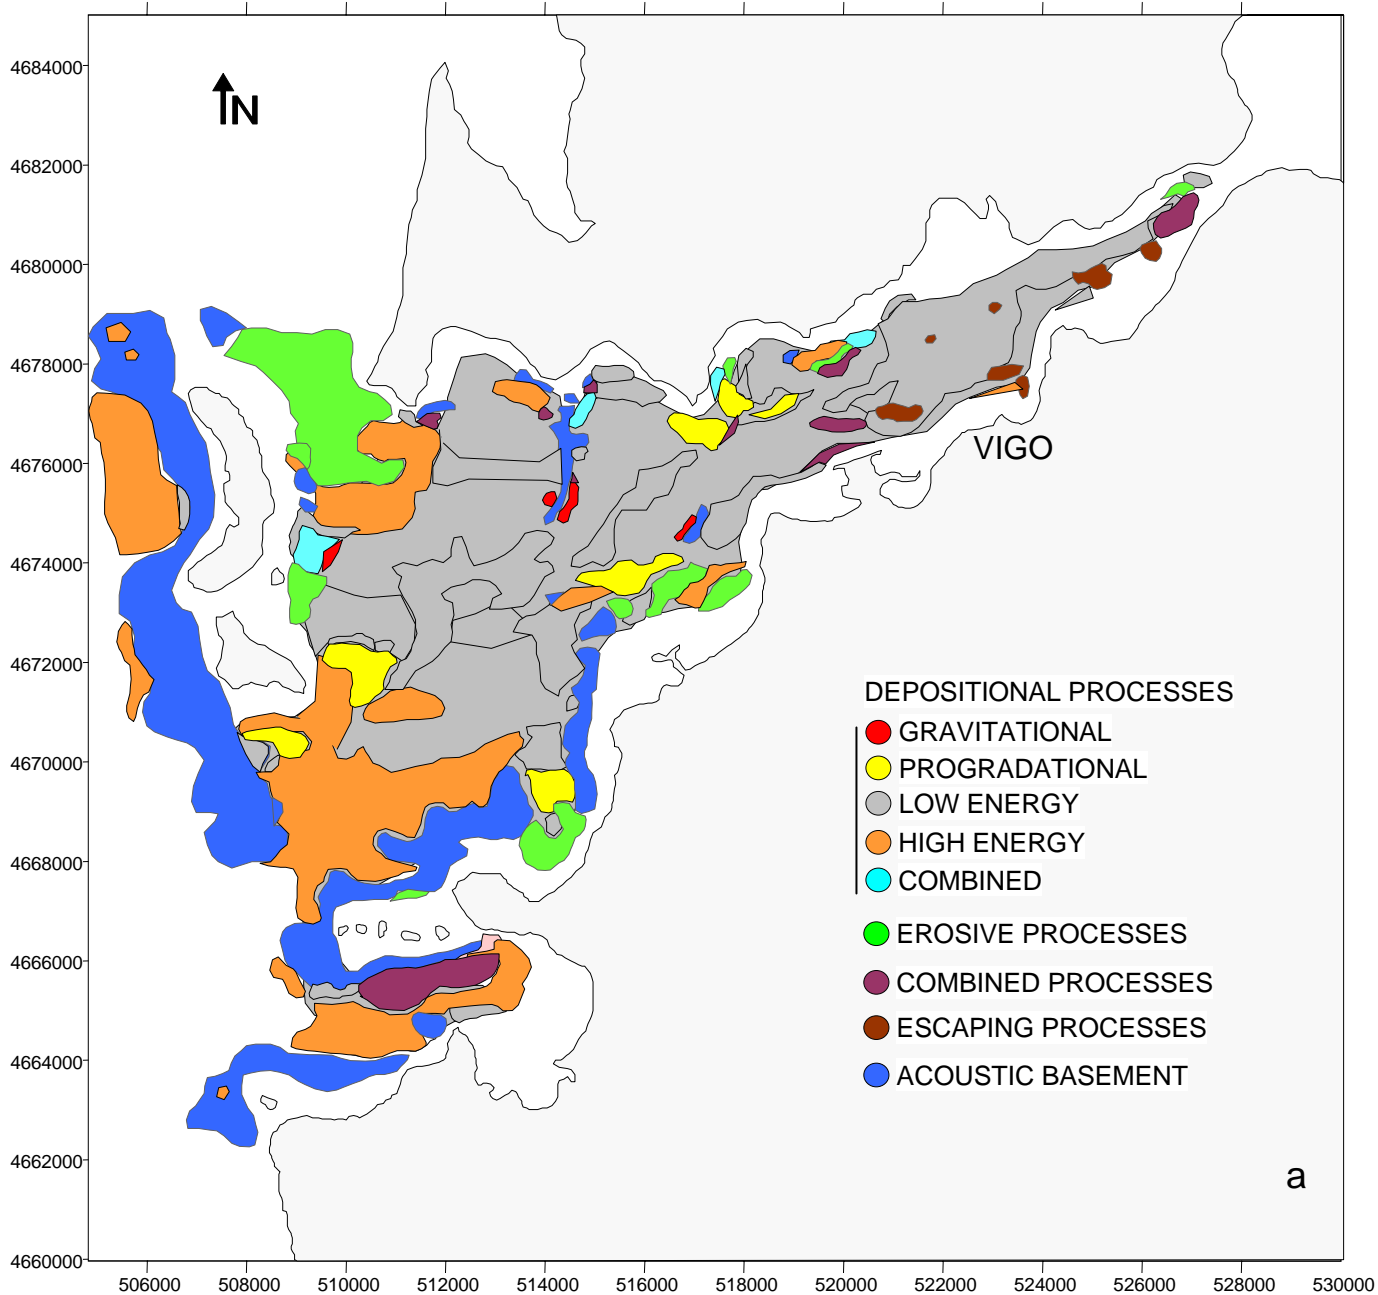 4684000
N
4682000
4680000
4678000
4676000
VIGO
4674000
4672000
DEPOSITIONAL PROCESSES
GRAVITATIONAL
4670000
PROGRADATIONAL
LOW ENERGY
HIGH ENERGY
4668000
COMBINED
EROSIVE PROCESSES
4666000
COMBINED PROCESSES
ESCAPING PROCESSES
4664000
ACOUSTIC BASEMENT
4662000
a
4660000
506000 508000 510000 512000 514000 516000 518000 520000 522000 524000 526000 528000 530000